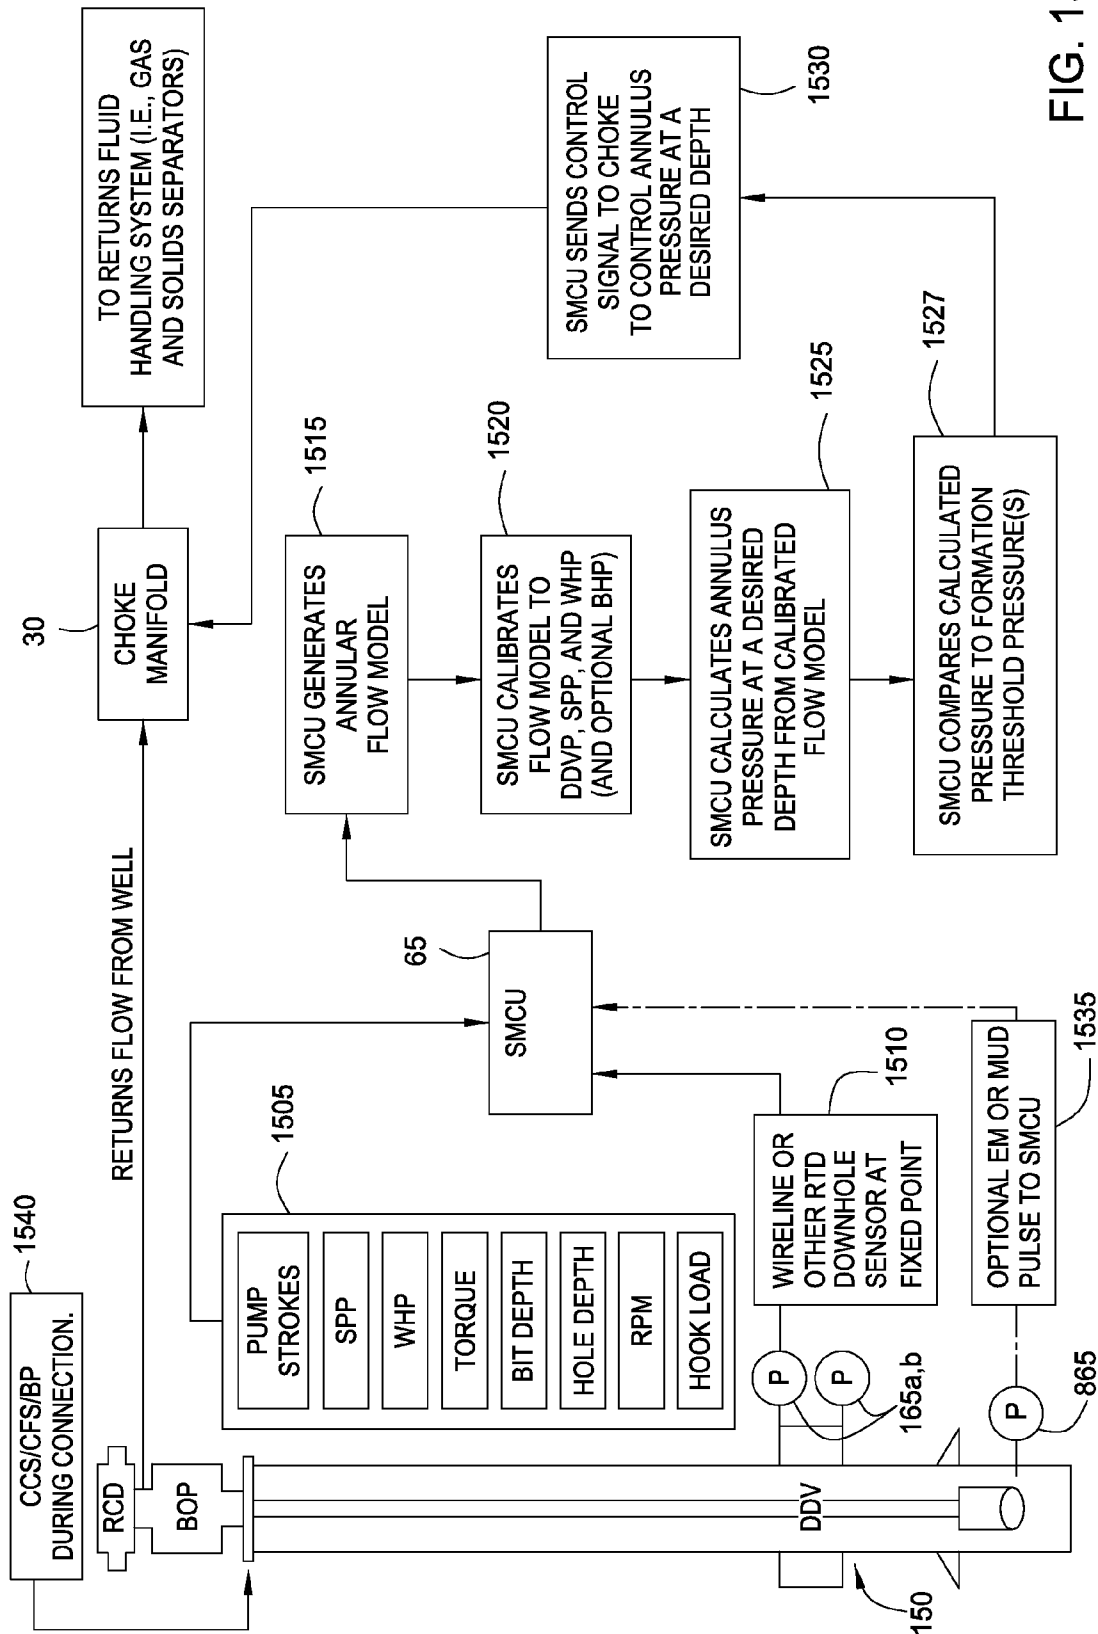 1540
CCS/CFS/BP
DURING CONNECTION.
RCD
BOP
DDV
150
RETURNS FLOW FROM WELL
30
CHOKE
MANIFOLD
TO RETURNS FLUID
HANDLING SYSTEM (I.E., GAS
AND SOLIDS SEPARATORS)
1505
PUMP
STROKES
SPP
WHP
TORQUE
BIT DEPTH
HOLE DEPTH
RPM
HOOK LOAD
P
P
165a,b
P
865
WIRELINE OR
OTHER RTD
DOWNHOLE
SENSOR AT
FIXED POINT
1510
OPTIONAL EM OR MUD
PULSE TO SMCU
1535
65
SMCU
SMCU GENERATES
ANNULAR
FLOW MODEL
1515
SMCU CALIBRATES
FLOW MODEL TO
DDVP, SPP, AND WHP
(AND OPTIONAL BHP)
1520
SMCU CALCULATES ANNULUS
PRESSURE AT A DESIRED
DEPTH FROM CALIBRATED
FLOW MODEL
1525
SMCU COMPARES CALCULATED
PRESSURE TO FORMATION
THRESHOLD PRESSURE(S)
1527
SMCU SENDS CONTROL
SIGNAL TO CHOKE
TO CONTROL ANNULUS
PRESSURE AT A
DESIRED DEPTH
1530
FIG.